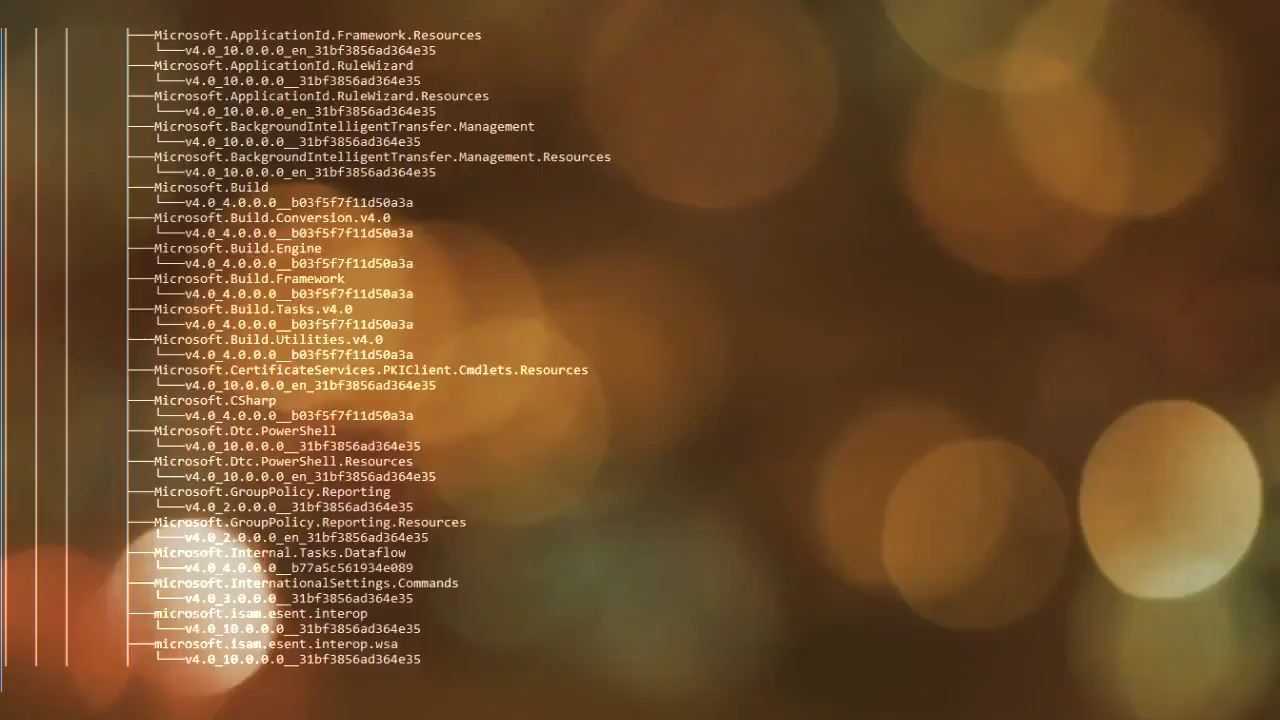 ├───Microsoft.ApplicationId.Framework.Resources
│   └───v4.0_10.0.0.0_en_31bf3856ad364e35
├───Microsoft.ApplicationId.RuleWizard
│   └───v4.0_10.0.0.0__31bf3856ad364e35
├───Microsoft.ApplicationId.RuleWizard.Resources
│   └───v4.0_10.0.0.0_en_31bf3856ad364e35
├───Microsoft.BackgroundIntelligentTransfer.Management
│   └───v4.0_10.0.0.0__31bf3856ad364e35
├───Microsoft.BackgroundIntelligentTransfer.Management.Resources
│   └───v4.0_10.0.0.0_en_31bf3856ad364e35
├───Microsoft.Build
│   └───v4.0_4.0.0.0__b03f5f7f11d50a3a
├───Microsoft.Build.Conversion.v4.0
│   └───v4.0_4.0.0.0__b03f5f7f11d50a3a
├───Microsoft.Build.Engine
│   └───v4.0_4.0.0.0__b03f5f7f11d50a3a
├───Microsoft.Build.Framework
│   └───v4.0_4.0.0.0__b03f5f7f11d50a3a
├───Microsoft.Build.Tasks.v4.0
│   └───v4.0_4.0.0.0__b03f5f7f11d50a3a
├───Microsoft.Build.Utilities.v4.0
│   └───v4.0_4.0.0.0__b03f5f7f11d50a3a
├───Microsoft.CertificateServices.PKIClient.Cmdlets.Resources
│   └───v4.0_10.0.0.0_en_31bf3856ad364e35
├───Microsoft.CSharp
│   └───v4.0_4.0.0.0__b03f5f7f11d50a3a
├───Microsoft.Dtc.PowerShell
│   └───v4.0_10.0.0.0__31bf3856ad364e35
├───Microsoft.Dtc.PowerShell.Resources
│   └───v4.0_10.0.0.0_en_31bf3856ad364e35
├───Microsoft.GroupPolicy.Reporting
│   └───v4.0_2.0.0.0__31bf3856ad364e35
├───Microsoft.GroupPolicy.Reporting.Resources
│   └───v4.0_2.0.0.0_en_31bf3856ad364e35
├───Microsoft.Internal.Tasks.Dataflow
│   └───v4.0_4.0.0.0__b77a5c561934e089
├───Microsoft.InternationalSettings.Commands
│   └───v4.0_3.0.0.0__31bf3856ad364e35
├───microsoft.isam.esent.interop
│   └───v4.0_10.0.0.0__31bf3856ad364e35
├───microsoft.isam.esent.interop.wsa
│   └───v4.0_10.0.0.0__31bf3856ad364e35